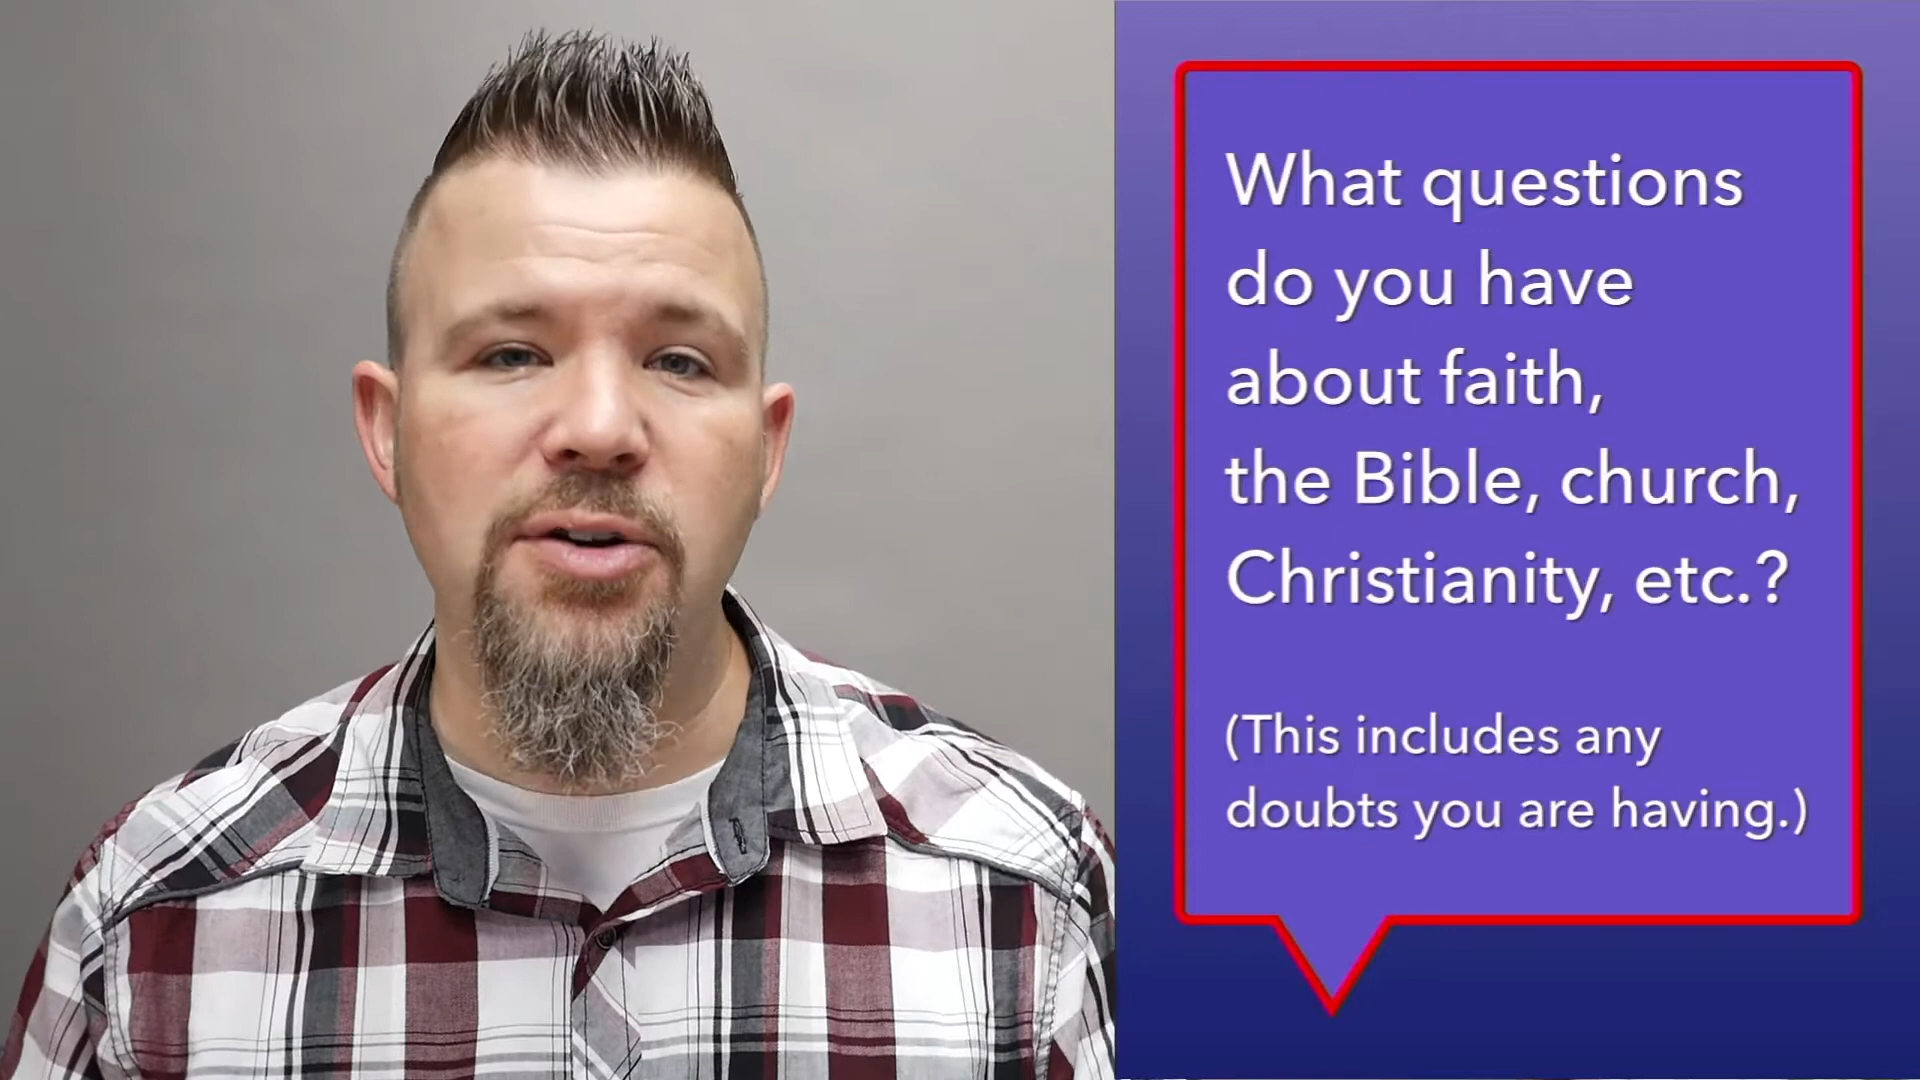 What questions
do you have
about faith,
the Bible, church,
Christianity, etc.?
(This includes any
doubts you are having.)